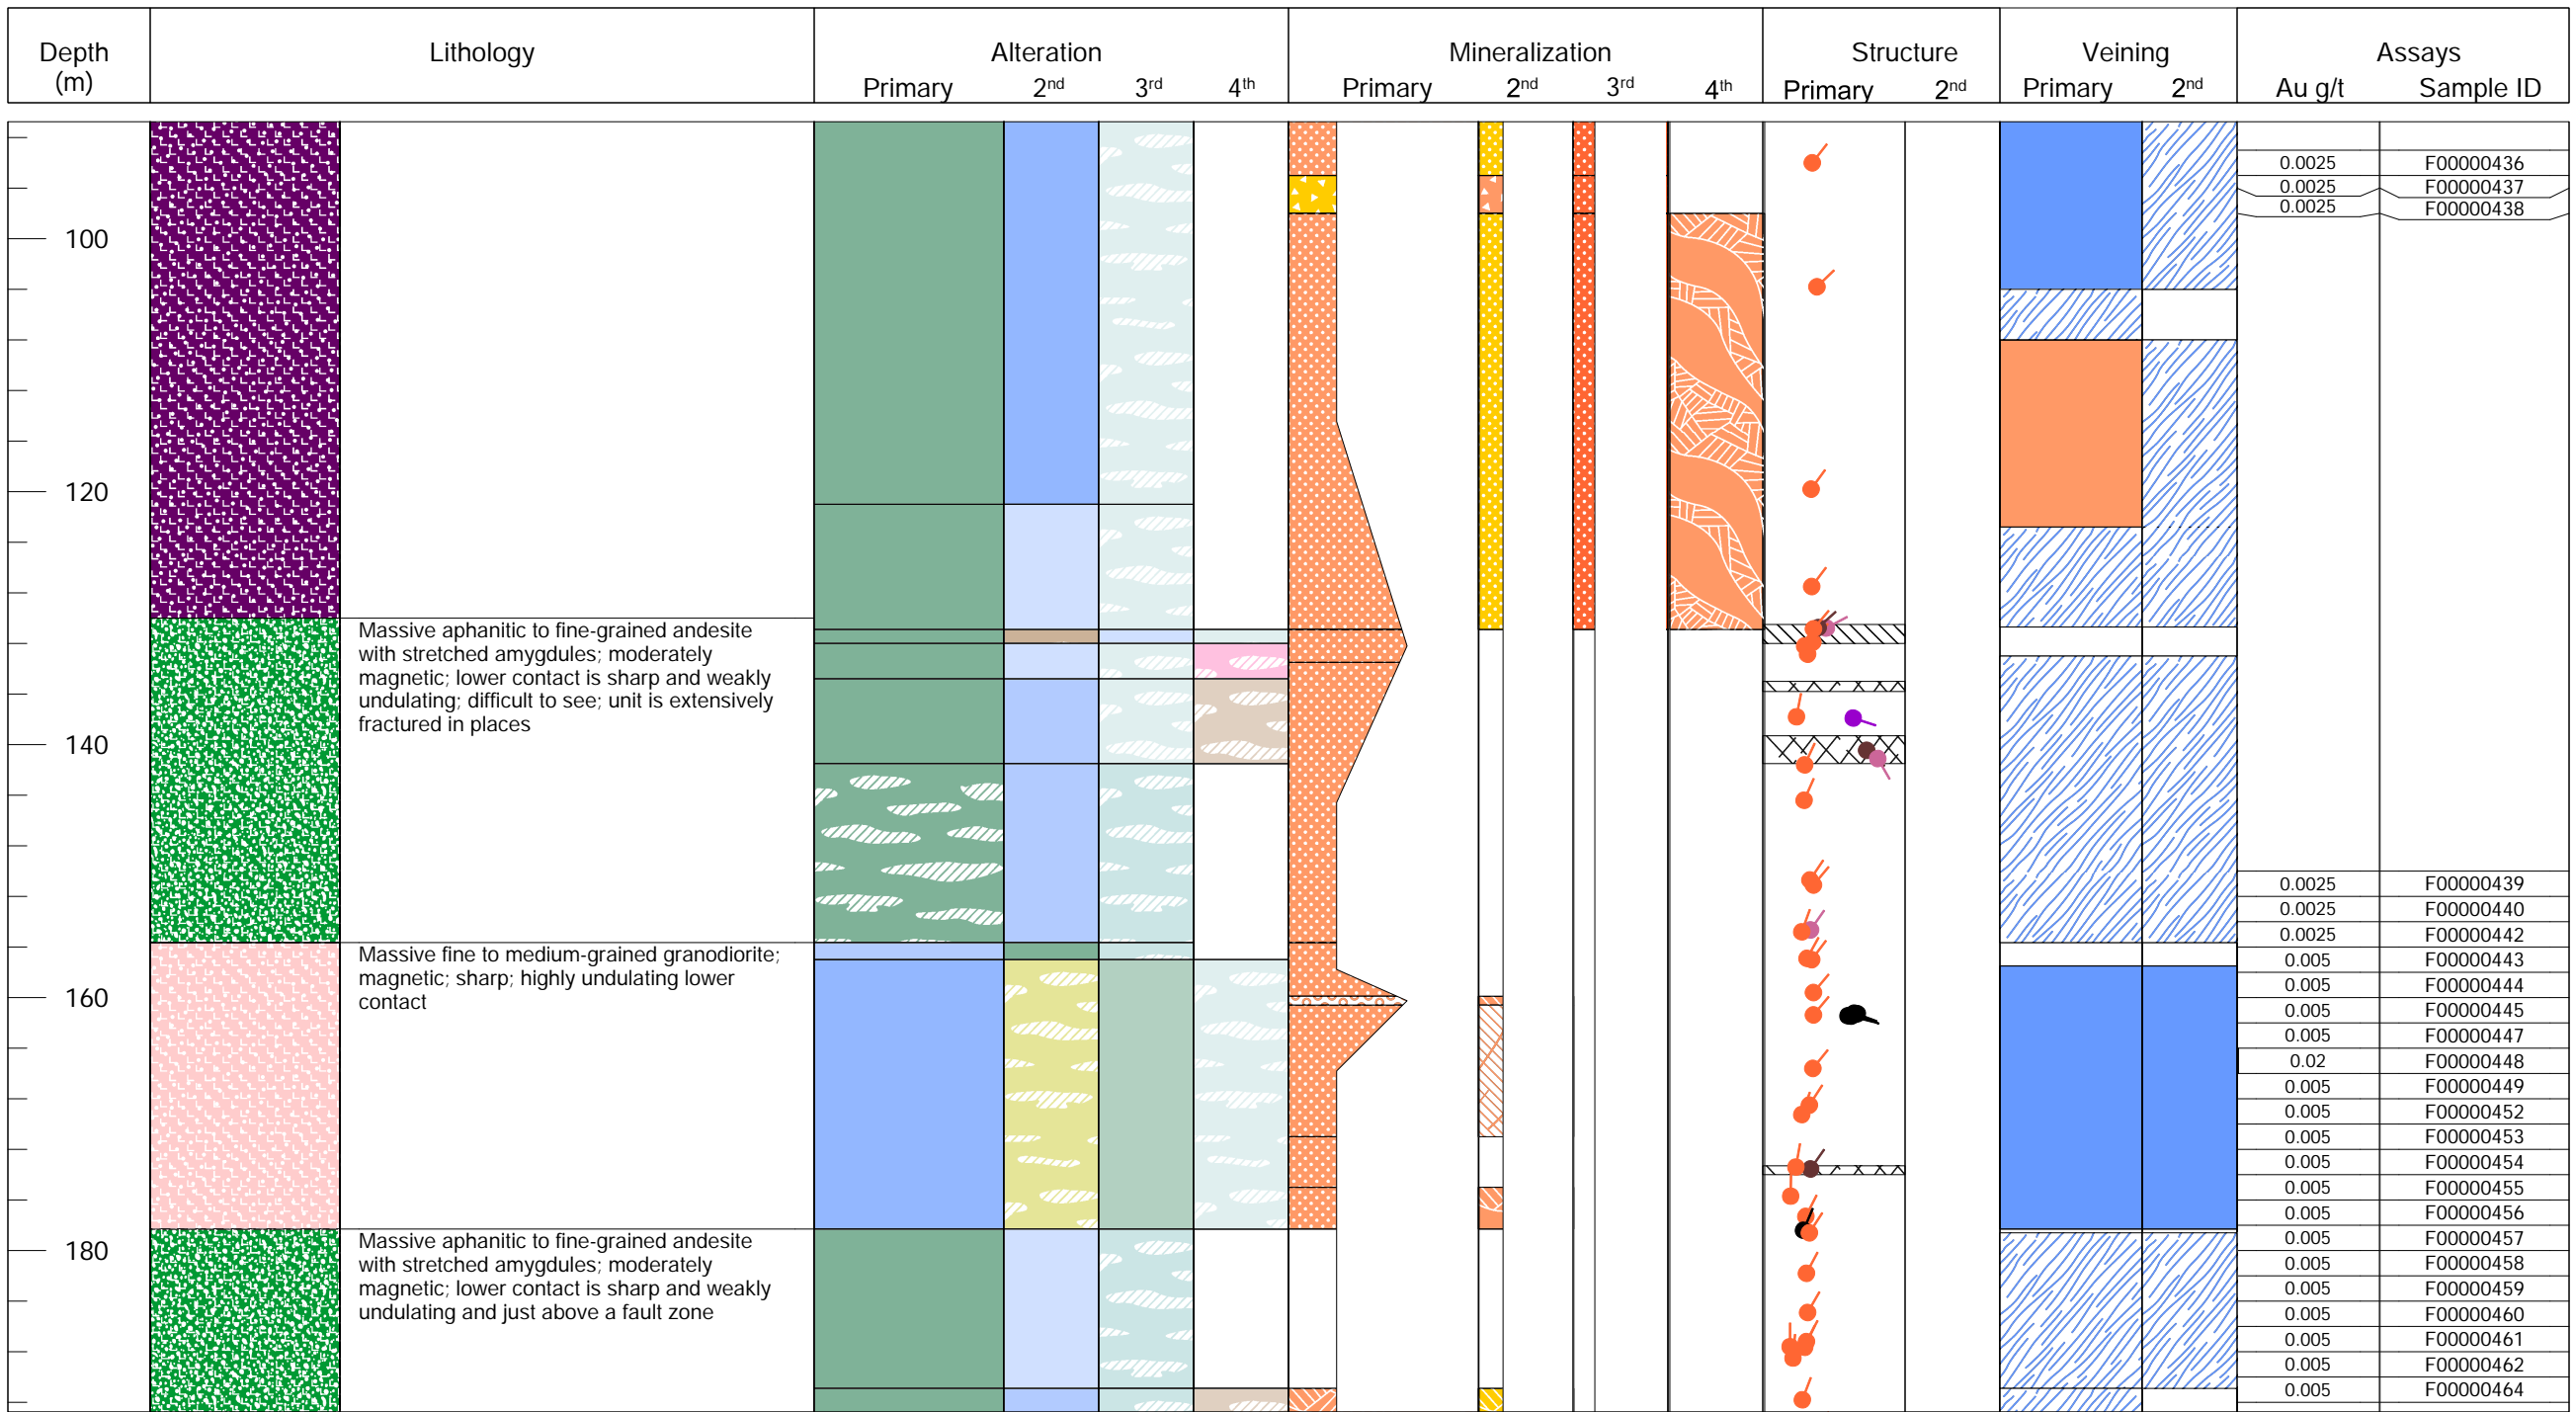 Depth
(m)
Lithology
Alteration
Primary 2nd 3rd 4th
Mineralization
Primary 2nd 3rd 4th
Structure
Primary 2nd
Veining
Primary 2nd
Assays
Au g/t Sample ID
0.0025 F00000436
0.0025 F00000437
0.0025 F00000438
100
120
Massive aphanitic to fine-grained andesite
with stretched amygdules; moderately
magnetic; lower contact is sharp and weakly
undulating; difficult to see; unit is extensively
fractured in places
140
0.0025 F00000439
0.0025 F00000440
0.0025 F00000442
Massive fine to medium-grained granodiorite;
magnetic; sharp; highly undulating lower
contact
160
0.005 F00000443
0.005 F00000444
0.005 F00000445
0.005 F00000447
0.02 F00000448
0.005 F00000449
0.005 F00000452
0.005 F00000453
0.005 F00000454
0.005 F00000455
0.005 F00000456
Massive aphanitic to fine-grained andesite
with stretched amygdules; moderately
magnetic; lower contact is sharp and weakly
undulating and just above a fault zone
180
0.005 F00000457
0.005 F00000458
0.005 F00000459
0.005 F00000460
0.005 F00000461
0.005 F00000462
0.005 F00000464